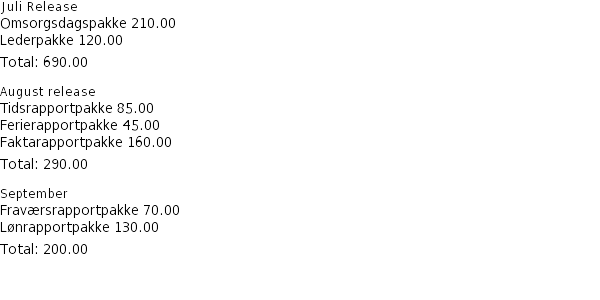 Juli Release
Omsorgsdagspakke 210.00
Lederpakke 120.00
Total: 690.00
August release
Tidsrapportpakke 85.00
Ferierapportpakke 45.00
Faktarapportpakke 160.00
Total: 290.00
September
Fraværsrapportpakke 70.00
Lønrapportpakke 130.00
Total: 200.00